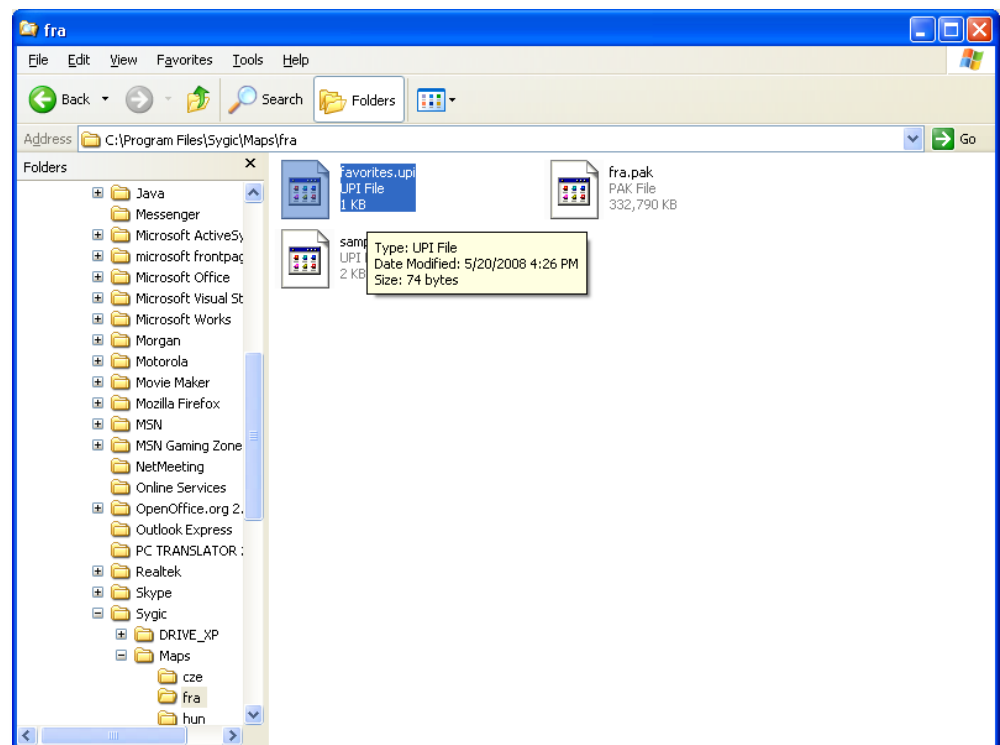 fra
File Edit View Favorites Tools Help
Back Search Folders
Address C:\Program Files\Sygic\Maps\fra Go
Folders
Java
Messenger
Microsoft ActiveSy
microsoft frontpag
Microsoft Office
Microsoft Visual St
Microsoft Works
Morgan
Motorola
Movie Maker
Mozilla Firefox
MSN
MSN Gaming Zone
NetMeeting
Online Services
OpenOffice.org 2.
Outlook Express
PC TRANSLATOR
Realtek
Skype
Sygic
DRIVE_XP
Maps
cze
fra
hun
favorites.upi
UPI File
1 KB
fra.pak
PAK File
332,790 KB
samp
UPI
2 KB
Type: UPI File
Date Modified: 5/20/2008 4:26 PM
Size: 74 bytes